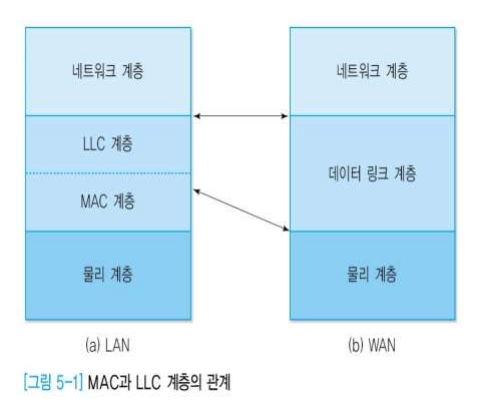 네트워크 계층
LLC 계층
MAC 계층
물리 계층
(a) LAN
네트워크 계층
데이터 링크 계층
물리 계층
(b) WAN
[그림 5-1] MAC과 LLC 계층의 관계